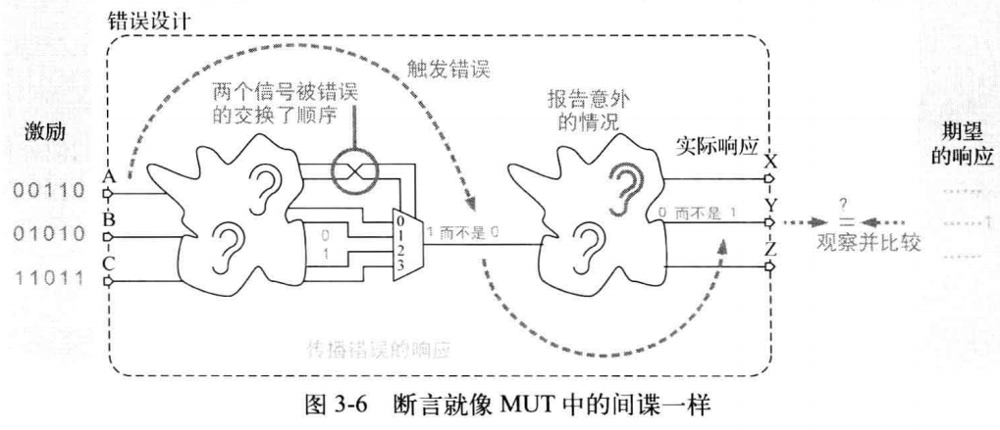 错误设计
触发错误
两个信号被错误
的交换了顺序
报告意外
的情况
激励
实际响应
期望
的响应
A
X
00110
B
0 而不是 1
Y
?
......1
01010
0
0
1
1 而不是 0
=
观察并比较
1
2
C
Z
3
11011
传播错误的响应
图 3-6 断言就像 MUT 中的间谍一样